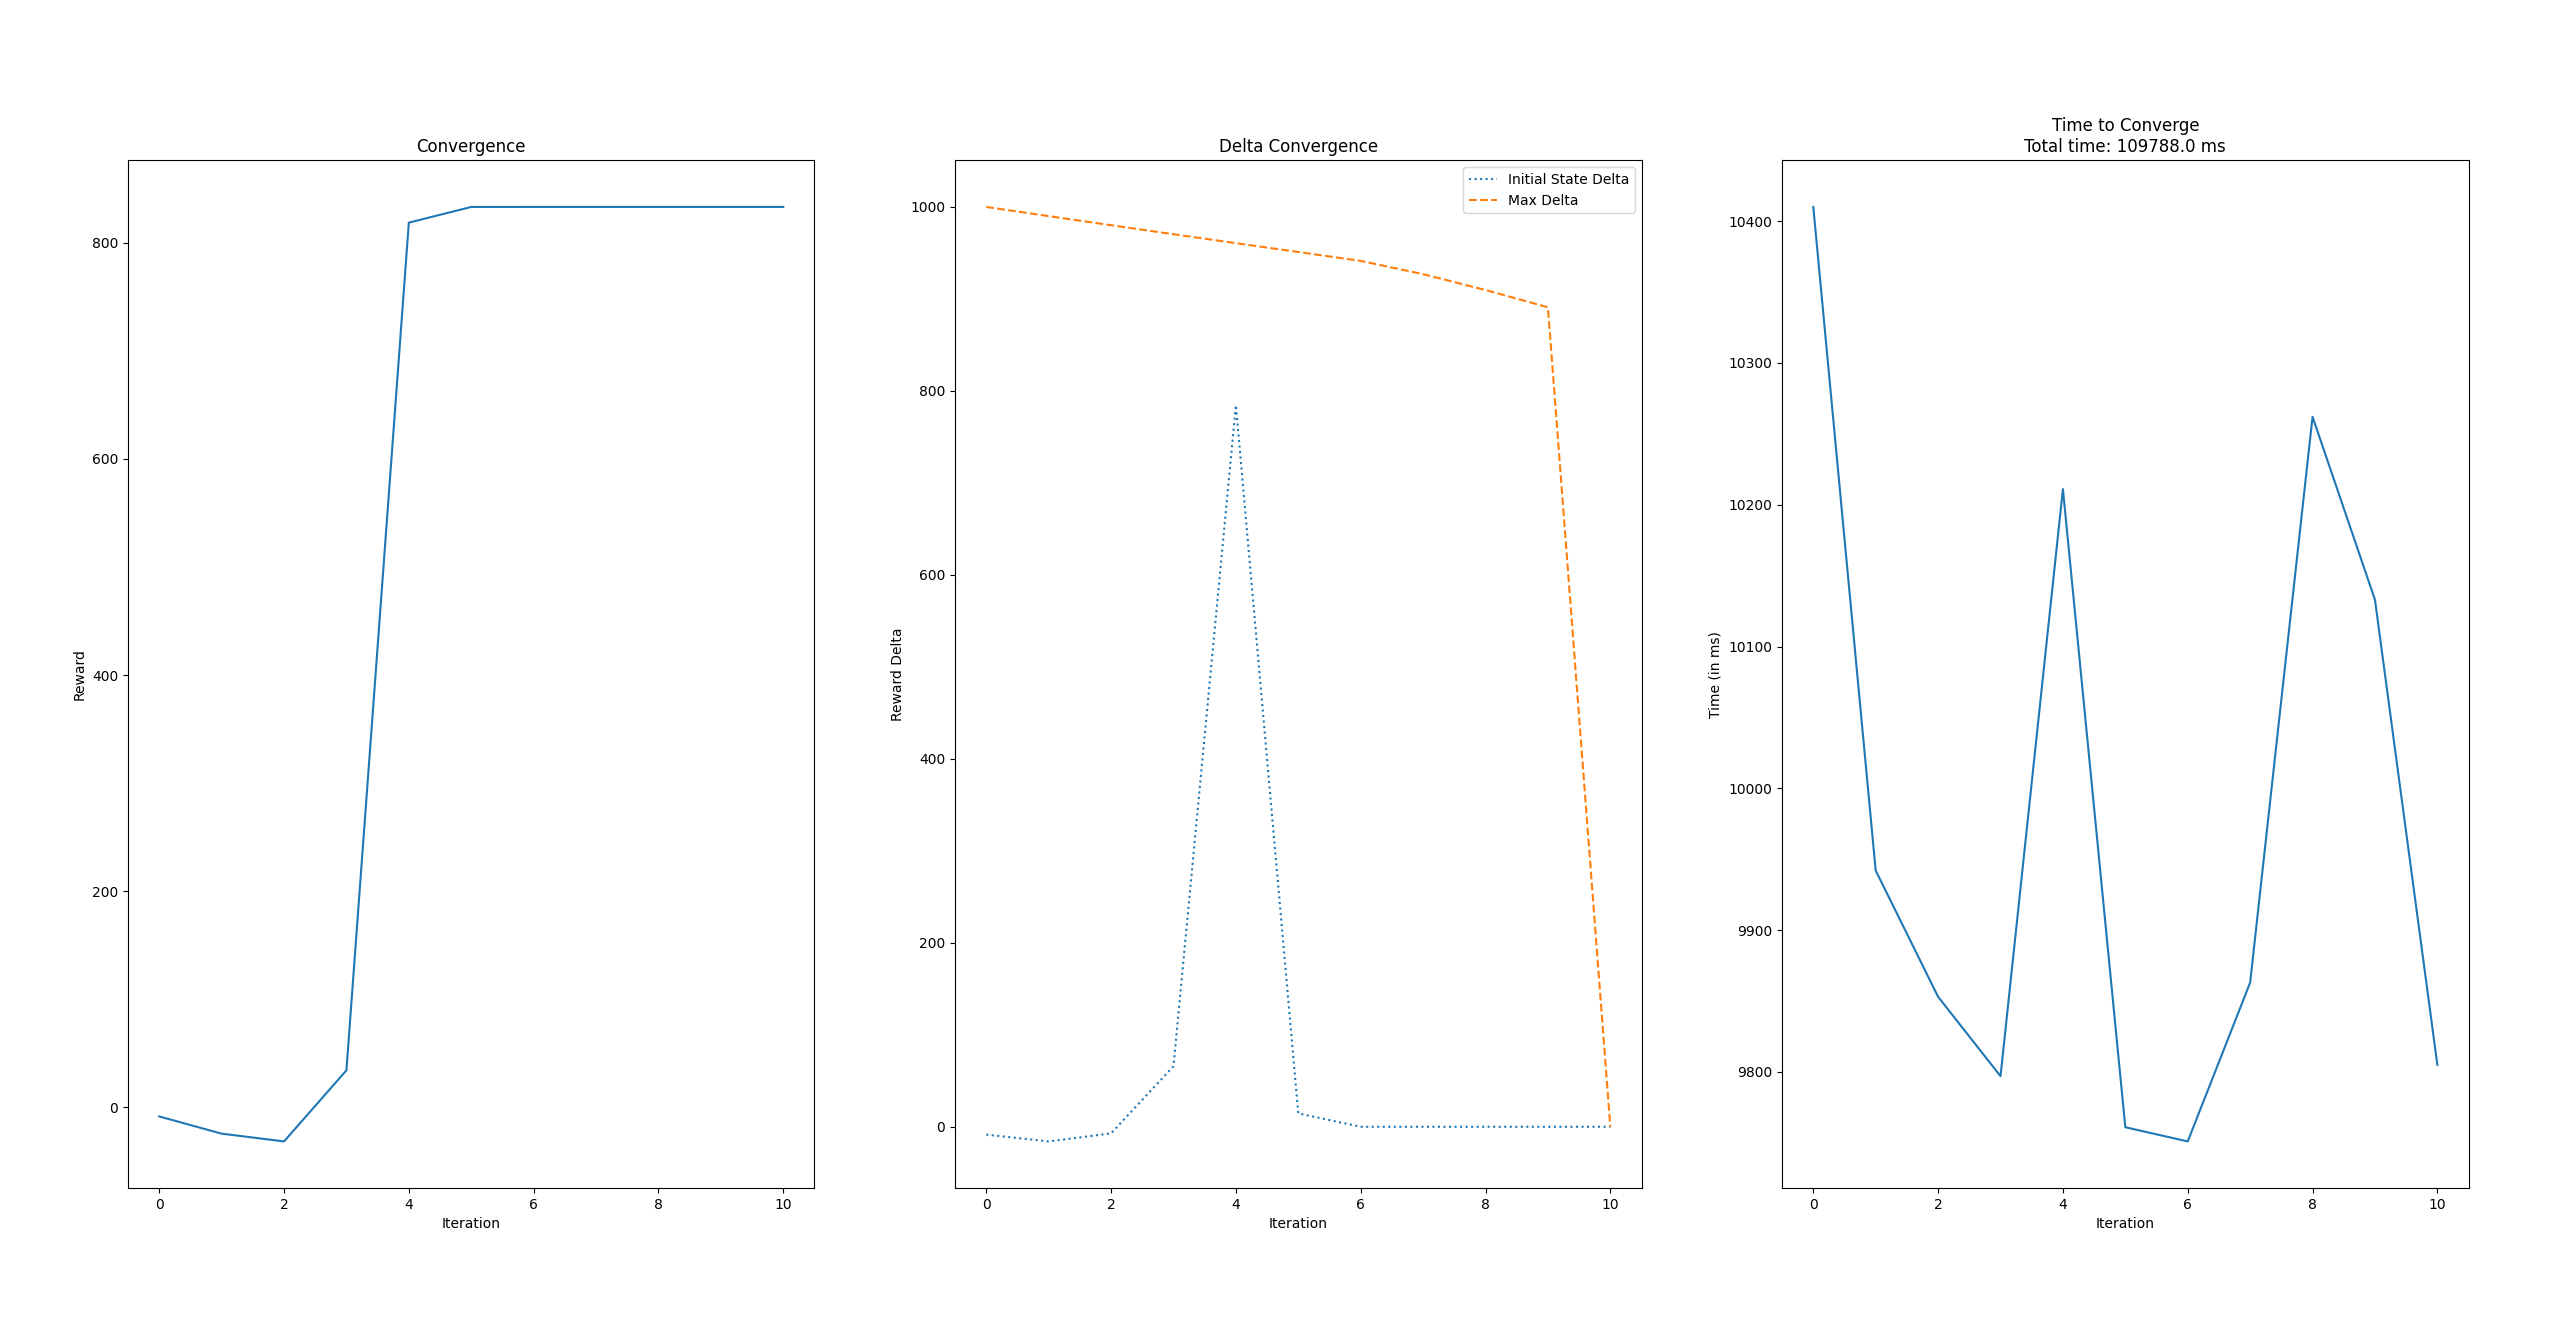 Convergence
800
600
400
200
0
Reward
0 2 4 6 8 10
Iteration
Delta Convergence
Initial State Delta
Max Delta
1000
800
600
400
200
0
Reward Delta
0 2 4 6 8 10
Iteration
Time to Converge
Total time: 109788.0 ms
10400
10300
10200
10100
10000
9900
9800
Time (in ms)
0 2 4 6 8 10
Iteration